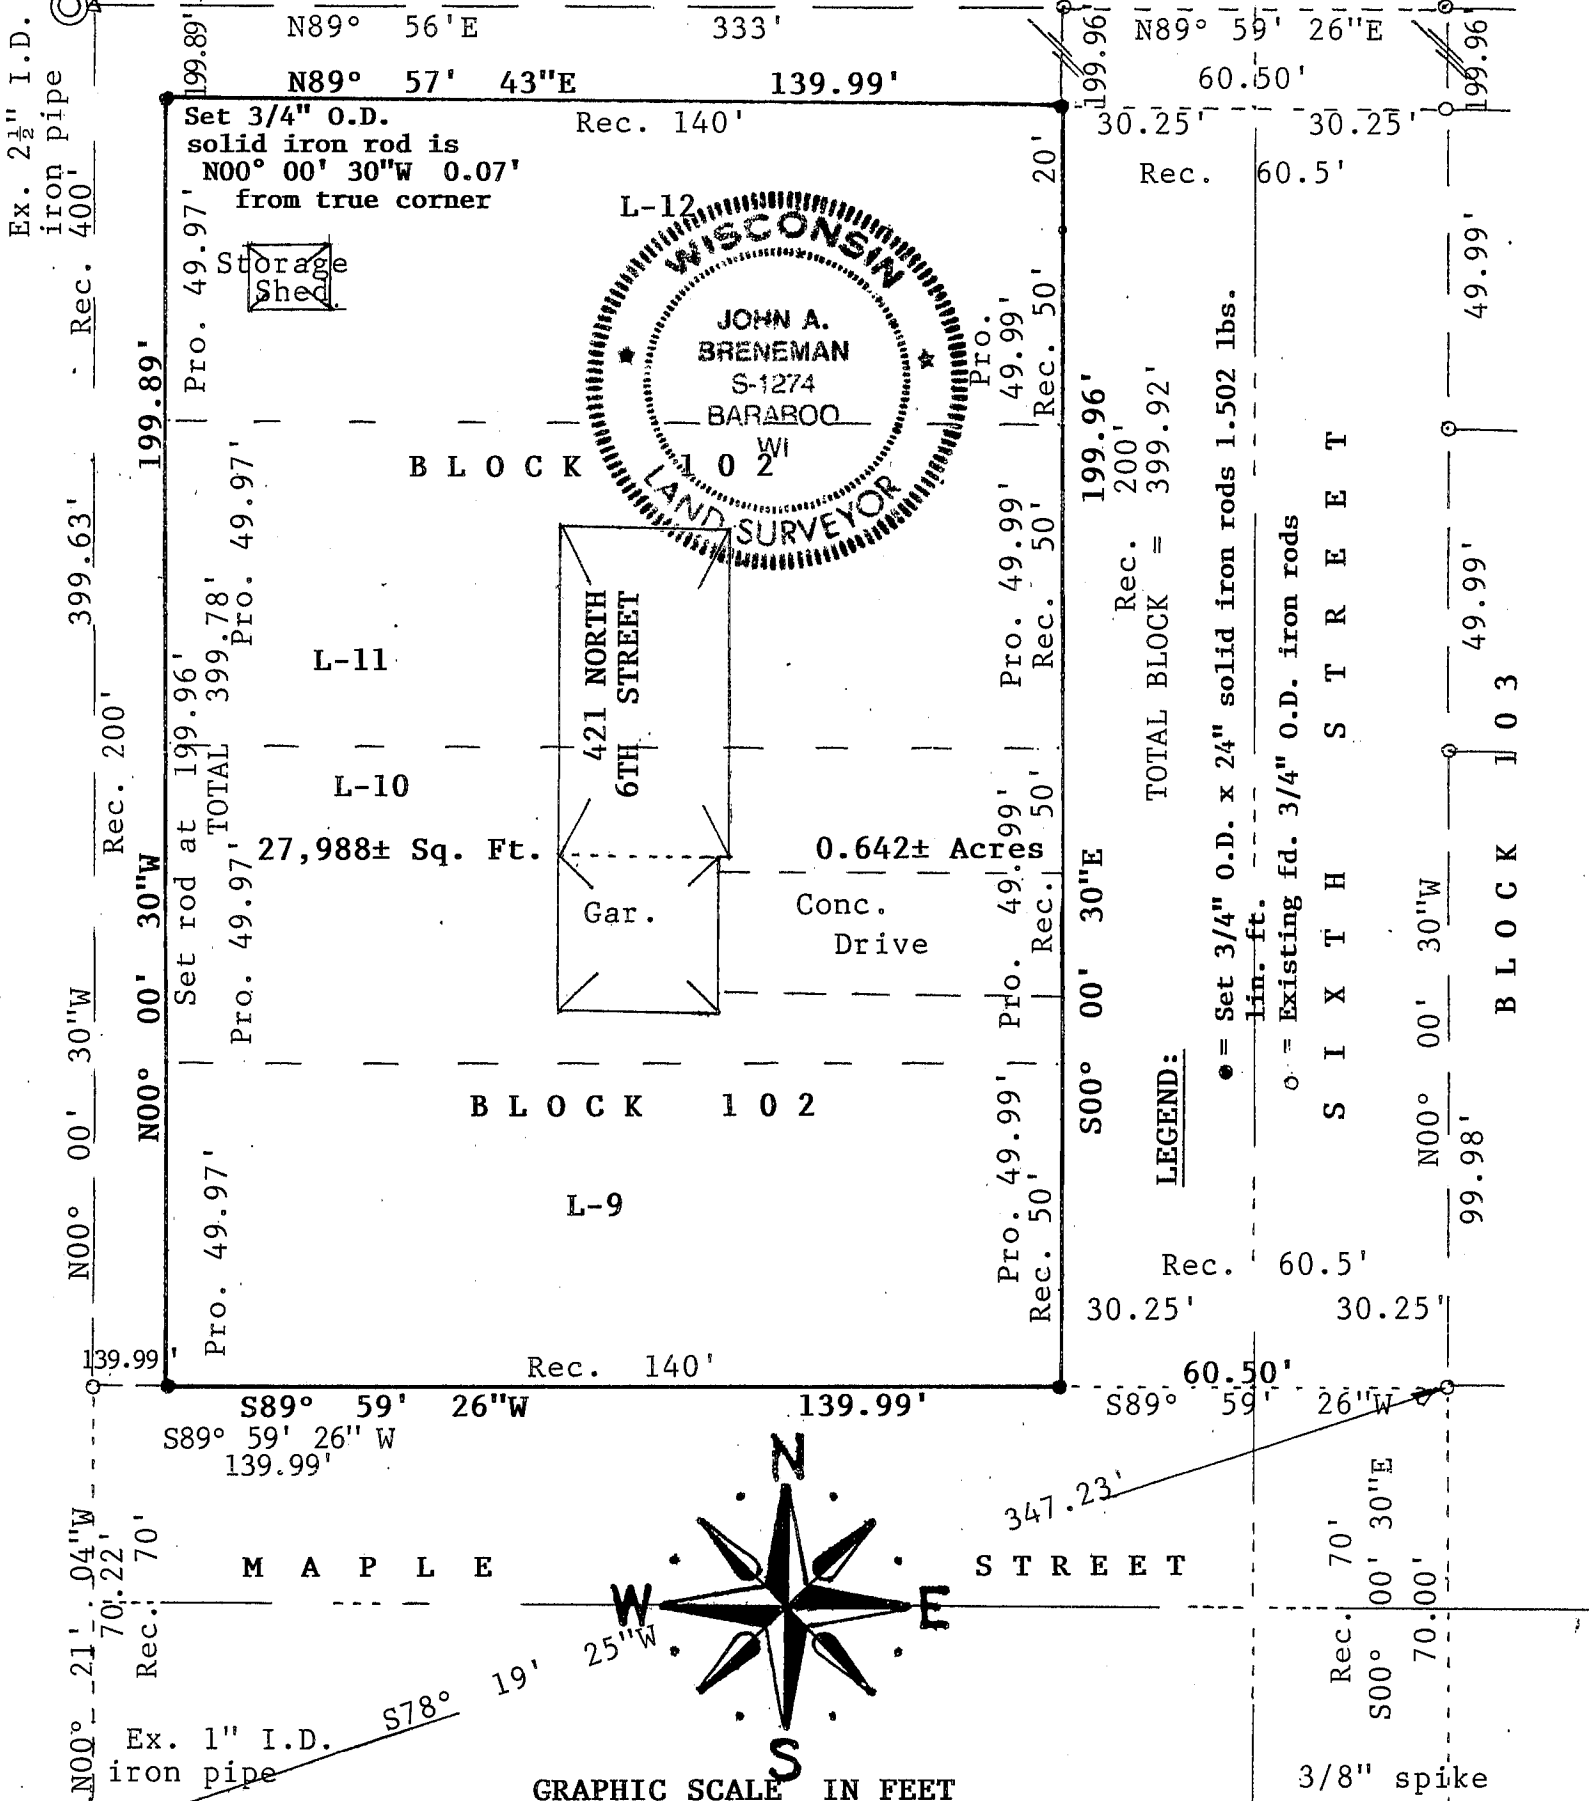 N89° 56'E 333'
N89° 59' 26"E
199.89'
199.96'
199.96'
N89° 57' 43"E 139.99'
60.50'
Rec. 140'
30.25' 30.25'
Rec. 60.5'
Set 3/4" O.D.
solid iron rod is
N00° 00' 30"W 0.07'
from true corner
Ex. 2½" I.D.
iron pipe
Rec. 400'
399.63'
N00° 00' 30"W
Rec. 200'
N00° 00' 30"W 199.89'
Pro. 49.97'
Set rod at 199.96'
TOTAL 399.78'
Pro. 49.97'
Pro. 49.97'
Pro. 49.97'
Storage
Shed.
L-12
WISCONSIN
JOHN A.
BRENEMAN
S-1274
BARABOO
WI
LAND SURVEYOR
BLOCK 102
L-11
421 NORTH
6TH STREET
L-10
27,988± Sq. Ft.
0.642± Acres
Gar.
Conc.
Drive
BLOCK 102
L-9
20'
Pro.
49.99'
Rec. 50'
Pro. 49.99'
Rec. 50'
Pro. 49.99'
Rec. 50'
Pro. 49.99'
Rec. 50'
S00° 00' 30"E 199.96'
Rec. 200'
TOTAL BLOCK = 399.92'
LEGEND:
= Set 3/4" O.D. x 24" solid iron rods 1.502 lbs.
lin. ft.
= Existing fd. 3/4" O.D. iron rods
SIXTH STREET
N00° 00' 30"W
49.99'
49.99'
99.98'
BLOCK 103
Rec. 60.5'
30.25' 30.25'
139.99'
Rec. 140'
60.50'
S89° 59' 26"W 139.99'
S89° 59' 26"W
S89° 59' 26" W
139.99'
N
347.23'
MAPLE STREET
W E
S78° 19' 25"W
S
N00° 21' 04"W
70.22'
Rec. 70'
Rec. 70'
S00° 00' 30"E
70.00'
Ex. 1" I.D.
iron pipe
3/8" spike
GRAPHIC SCALE IN FEET